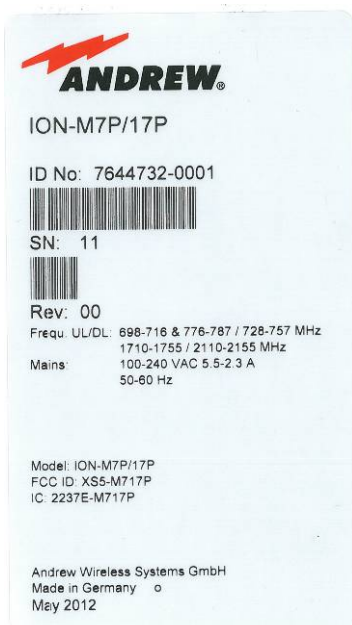 ANDREW®
ION-M7P/17P
ID No: 7644732-0001
SN: 11
Rev: 00
Frequ. UL/DL: 698-716 & 776-787 / 728-757 MHz
1710-1755 / 2110-2155 MHz
Mains: 100-240 VAC 5.5-2.3 A
50-60 Hz
Model: ION-M7P/17P
FCC ID: XS5-M717P
IC: 2237E-M717P
Andrew Wireless Systems GmbH
Made in Germany o
May 2012